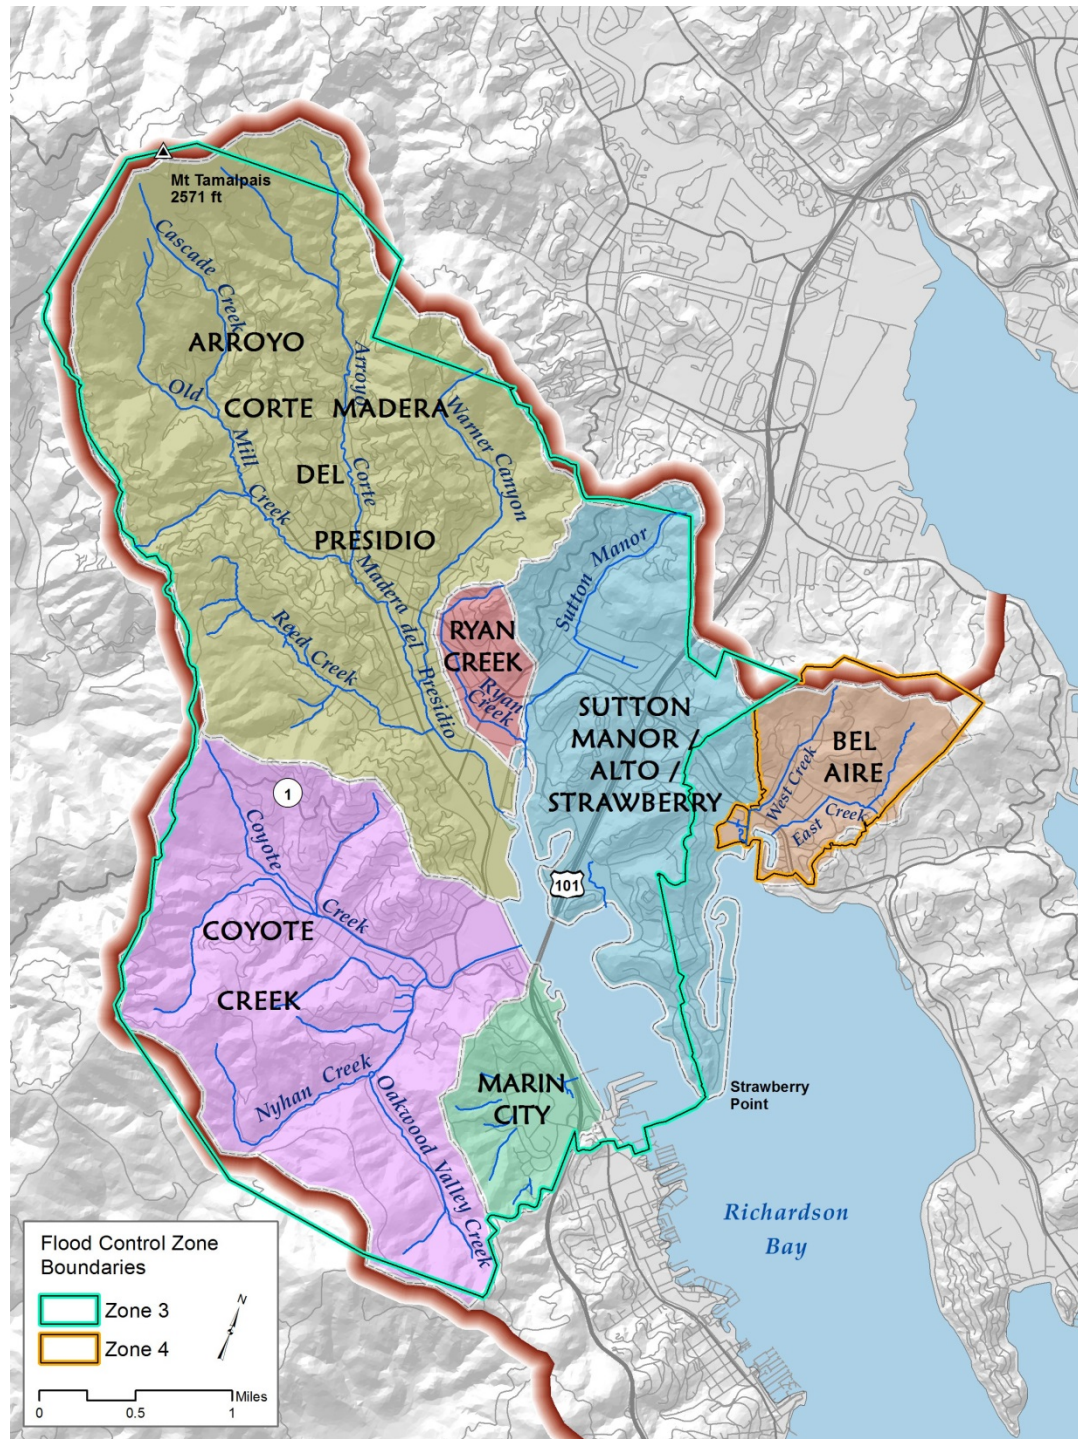 Mt Tamalpais
2571 ft
Cascade Creek
ARROYO
CORTE MADERA
DEL
PRESIDIO
Old Mill Creek
Arroyo Corte Madera del Presidio
Warner Canyon
Reed Creek
RYAN
CREEK
Ryan
Creek
Sutton Manor
SUTTON
MANOR /
ALTO /
STRAWBERRY
BEL
AIRE
West Creek
East Creek
1
101
Coyote Creek
COYOTE
CREEK
Nyhan Creek
Oakwood Valley Creek
MARIN
CITY
Strawberry
Point
Richardson
Bay
Flood Control Zone
Boundaries
Zone 3
Zone 4
N
0 0.5 1 Miles